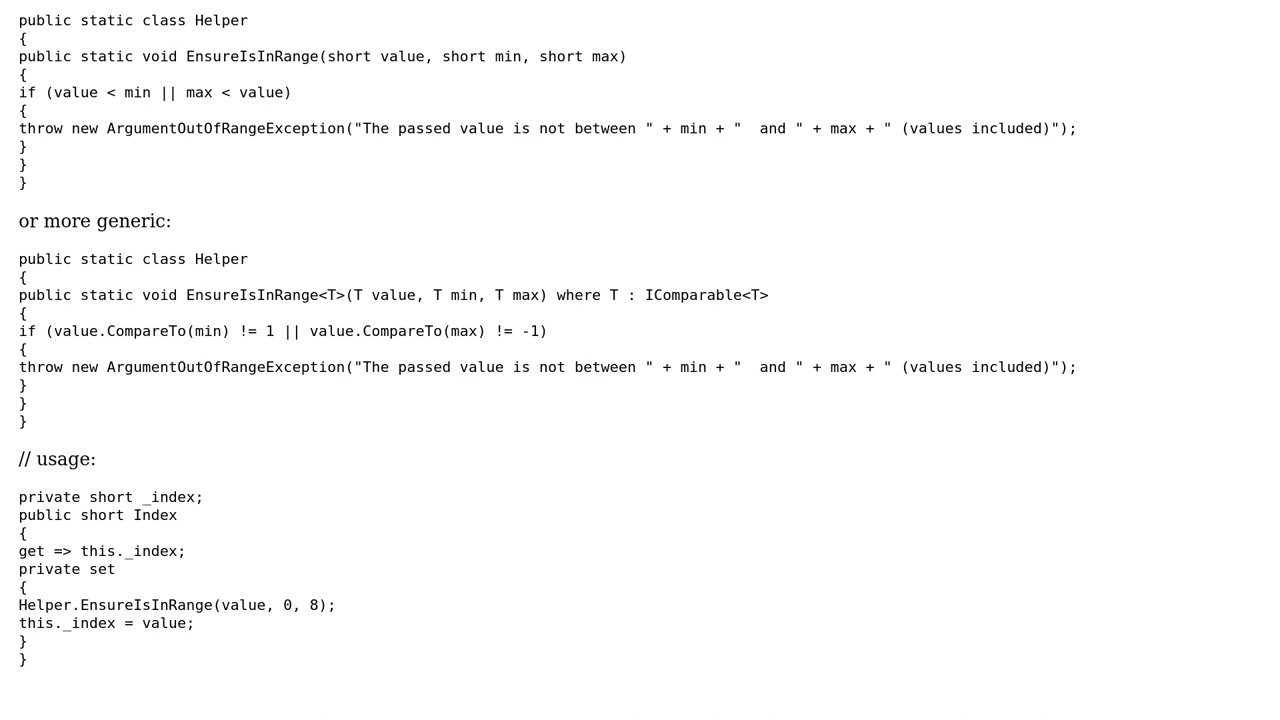 public static class Helper
{
public static void EnsureIsInRange(short value, short min, short max)
{
if (value < min || max < value)
{
throw new ArgumentOutOfRangeException("The passed value is not between " + min + "  and " + max + " (values included)");
}
}
}
or more generic:
public static class Helper
{
public static void EnsureIsInRange<T>(T value, T min, T max) where T : IComparable<T>
{
if (value.CompareTo(min) != 1 || value.CompareTo(max) != -1)
{
throw new ArgumentOutOfRangeException("The passed value is not between " + min + "  and " + max + " (values included)");
}
}
}
// usage:
private short _index;
public short Index
{
get => this._index;
private set
{
Helper.EnsureIsInRange(value, 0, 8);
this._index = value;
}
}